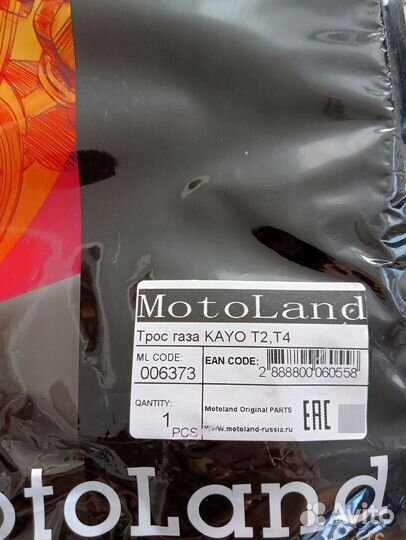 MotoLand
Трос газа KAYO T2,T4
ML CODE:
006373
EAN CODE:
2 888800 060558
QANTITY:
1 PCS
Motoland Original PARTS
www.motoland-russia.ru
EAC
otoLand
Avito